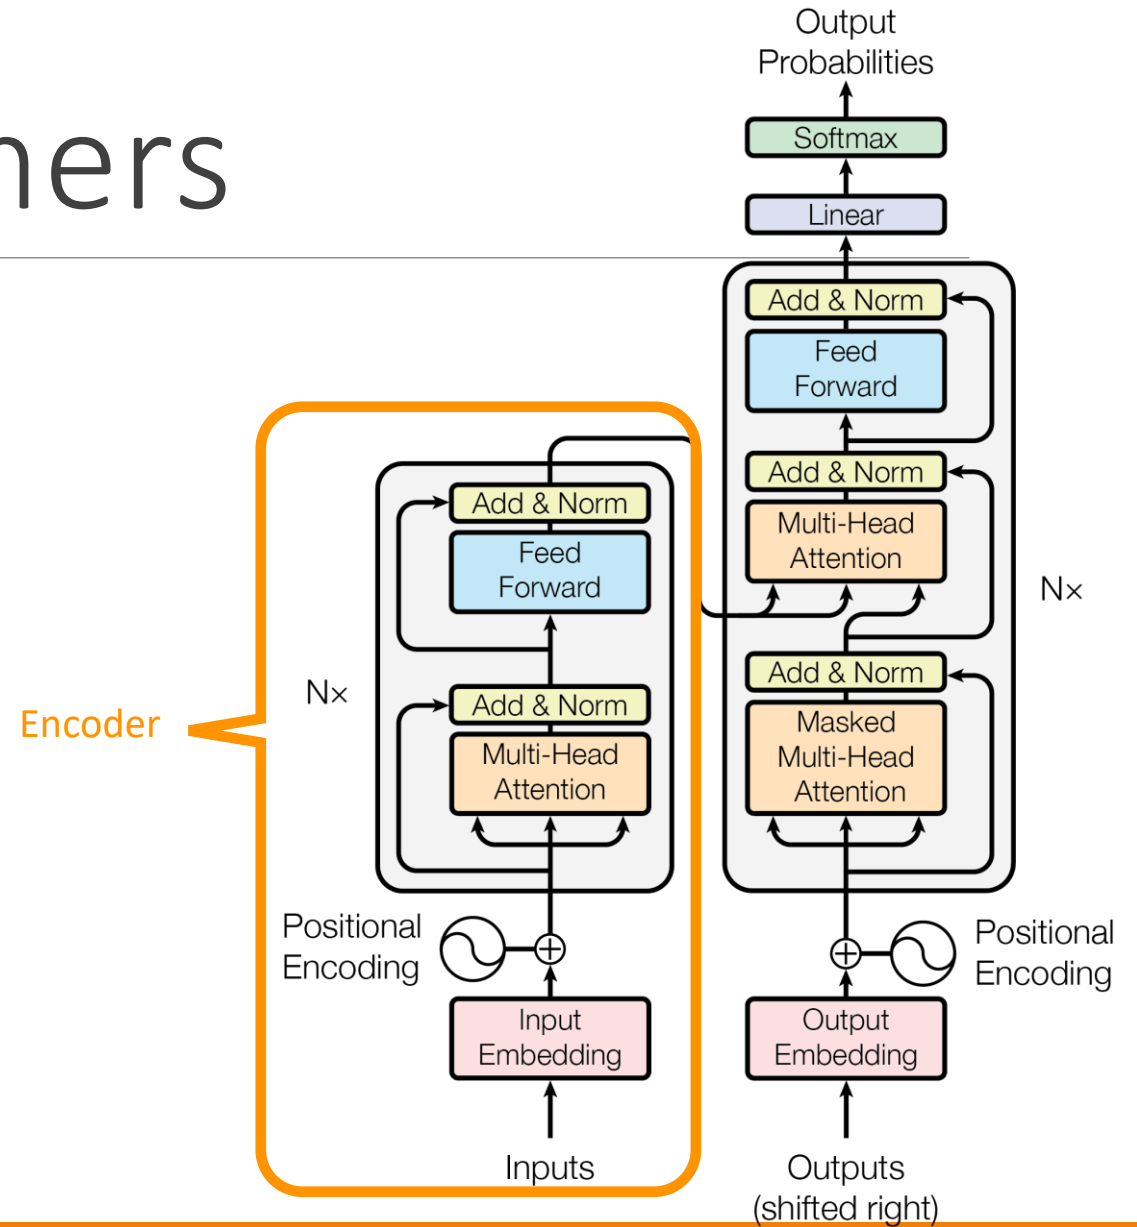 ners
Output
Probabilities
Softmax
Linear
Add & Norm
Feed
Forward
Add & Norm
Multi-Head
Attention
N×
Add & Norm
Masked
Multi-Head
Attention
Positional
Encoding
Output
Embedding
Outputs
(shifted right)
Encoder
N×
Add & Norm
Feed
Forward
Add & Norm
Multi-Head
Attention
Positional
Encoding
Input
Embedding
Inputs